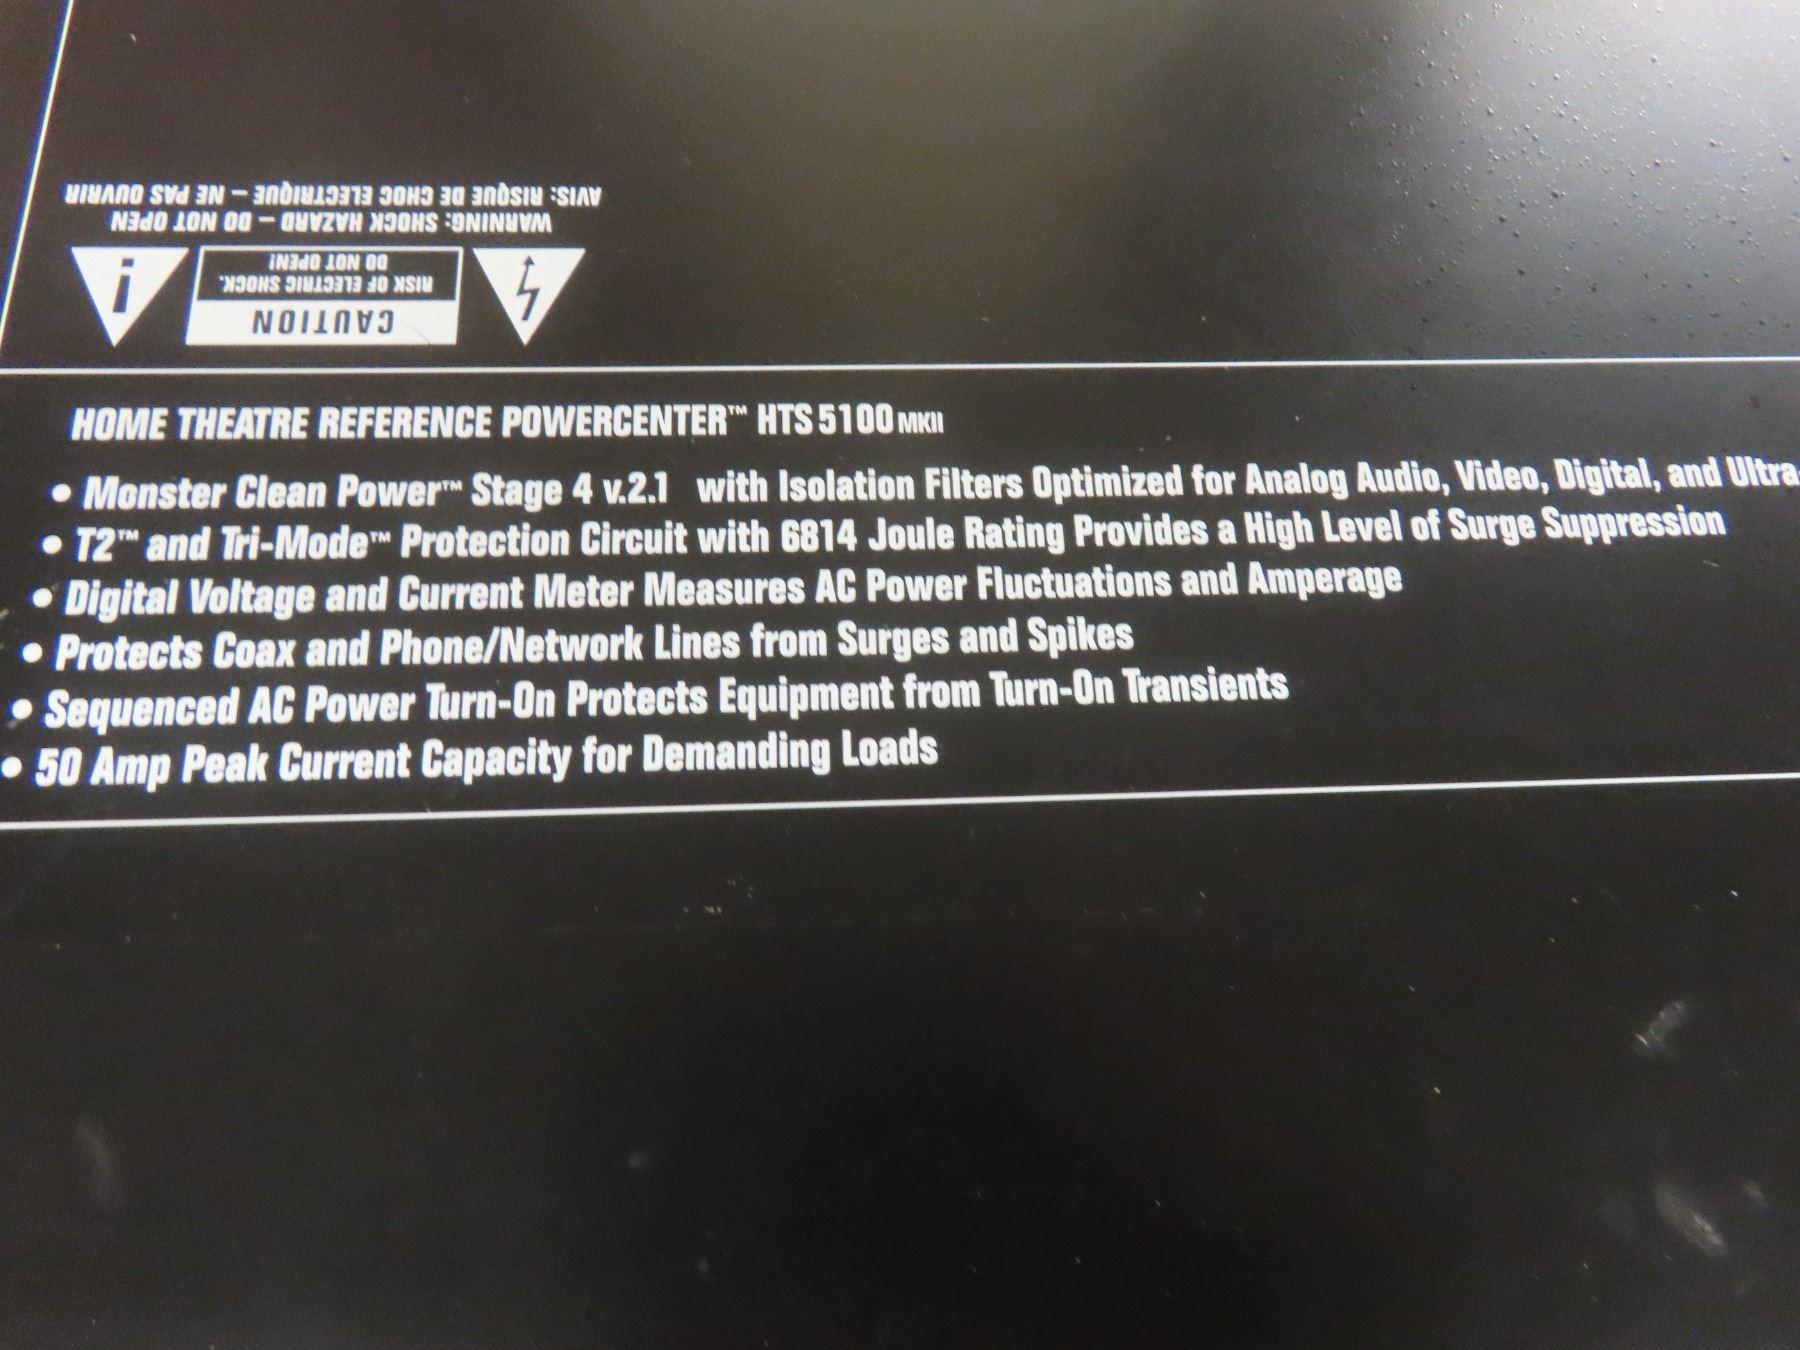 AVIS: RISQUE DE CHOC ELECTRIQUE — NE PAS OUVRIR
WARNING: SHOCK HAZARD — DO NOT OPEN
CAUTION
RISK OF ELECTRIC SHOCK.
DO NOT OPEN!
HOME THEATRE REFERENCE POWERCENTER™ HTS 5100 MKII
• Monster Clean Power™ Stage 4 v.2.1 with Isolation Filters Optimized for Analog Audio, Video, Digital, and Ultra-
• T2™ and Tri-Mode™ Protection Circuit with 6814 Joule Rating Provides a High Level of Surge Suppression
• Digital Voltage and Current Meter Measures AC Power Fluctuations and Amperage
• Protects Coax and Phone/Network Lines from Surges and Spikes
• Sequenced AC Power Turn-On Protects Equipment from Turn-On Transients
• 50 Amp Peak Current Capacity for Demanding Loads